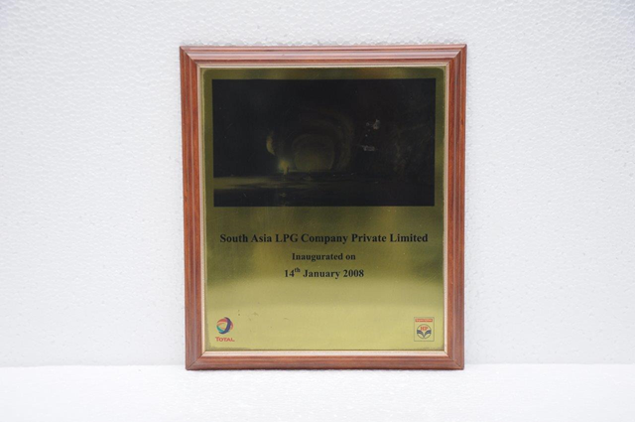 South Asia LPG Company Private Limited
Inaugurated on
14th January 2008
TOTAL